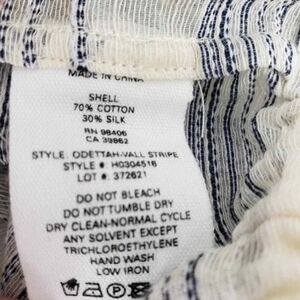 MADE IN CHINA
SHELL
70% COTTON
30% SILK
RN 98406
CA 39962
STYLE: ODETTAH-VALL STRIPE
STYLE #: H0304516
LOT #: 372621
DO NOT BLEACH
DO NOT TUMBLE DRY
DRY CLEAN-NORMAL CYCLE
ANY SOLVENT EXCEPT
TRICHLOROETHYLENE
HAND WASH
LOW IRON